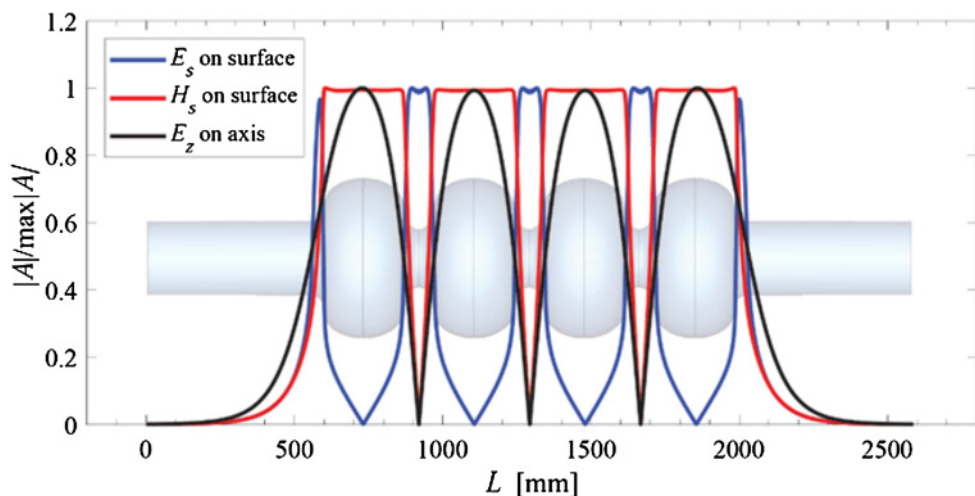 1.2
1
0.8
0.6
0.4
0.2
0
|A|/max|A|
E_s on surface
H_s on surface
E_z on axis
0 500 1000 1500 2000 2500
L [mm]